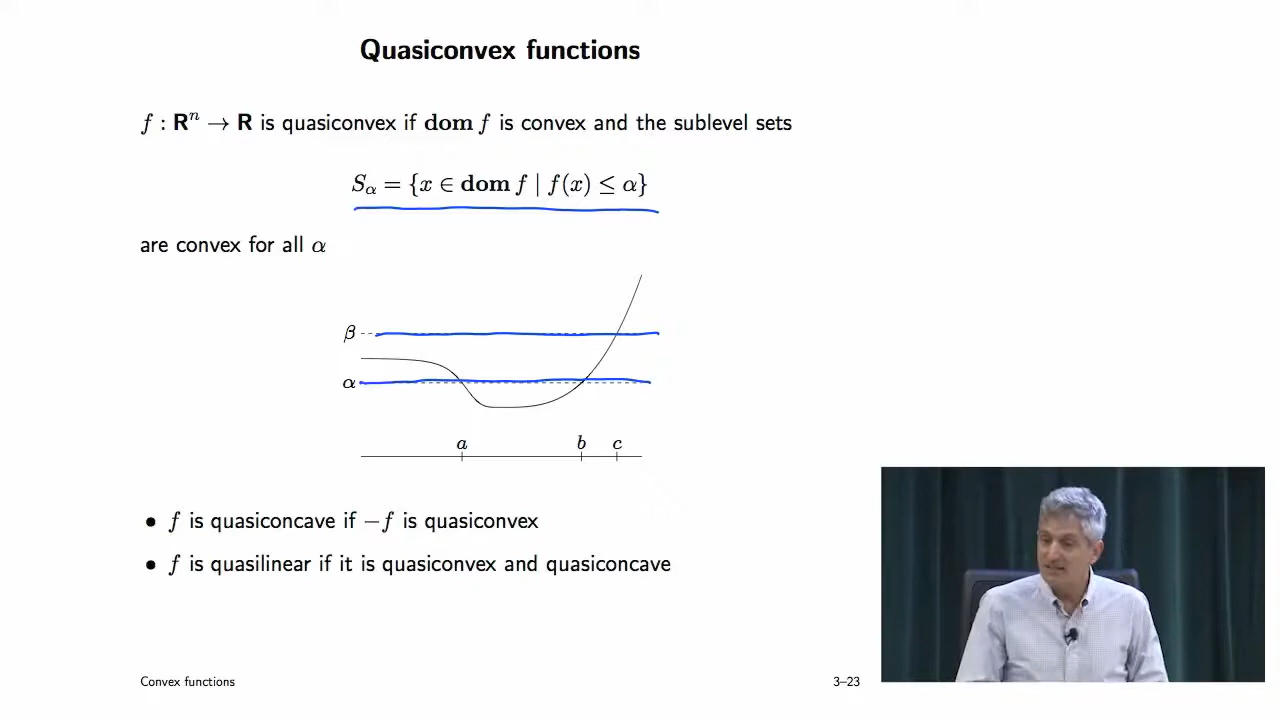 Quasiconvex functions
f : Rⁿ → R is quasiconvex if dom f is convex and the sublevel sets
Sα = {x ∈ dom f | f(x) ≤ α}
are convex for all α
β
α
a b c
• f is quasiconcave if −f is quasiconvex
• f is quasilinear if it is quasiconvex and quasiconcave
Convex functions 3–23